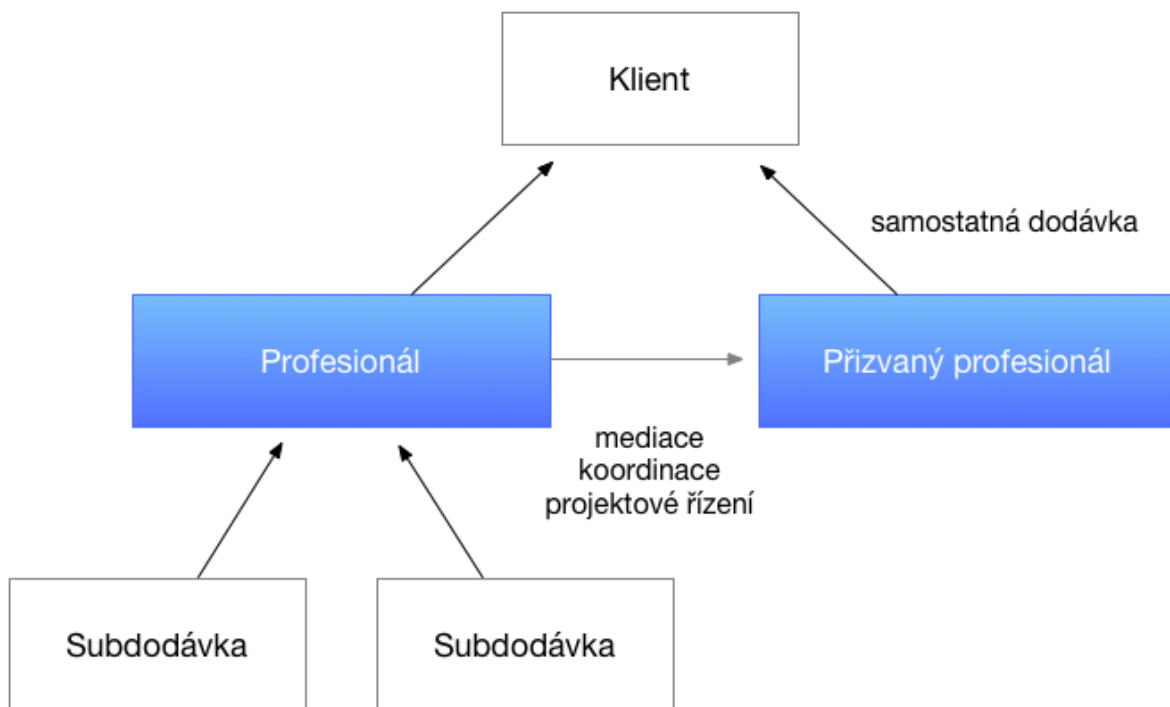 Klient
samostatná dodávka
Profesionál
Přizvaný profesionál
mediace
koordinace
projektové řízení
Subdodávka
Subdodávka